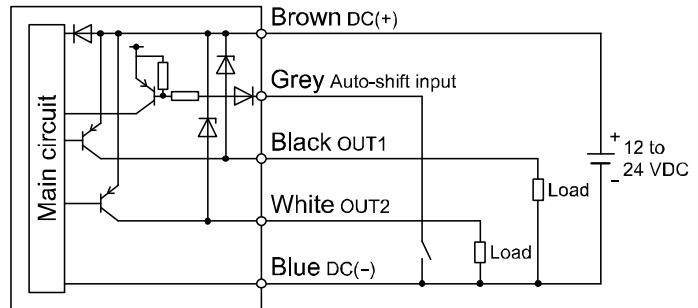 Main circuit
Brown DC(+)
Grey Auto-shift input
Black OUT1
White OUT2
Blue DC(−)
Load
Load
+
12 to
24 VDC
−